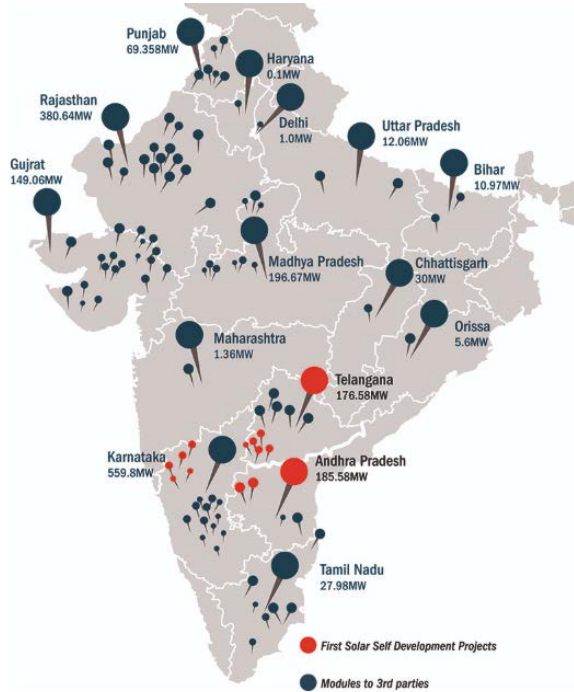 Punjab
69.358MW
Haryana
0.1MW
Rajasthan
380.64MW
Delhi
1.0MW
Uttar Pradesh
12.06MW
Gujrat
149.06MW
Bihar
10.97MW
Madhya Pradesh
196.67MW
Chhattisgarh
30MW
Orissa
5.6MW
Maharashtra
1.36MW
Telangana
176.58MW
Karnataka
559.8MW
Andhra Pradesh
185.58MW
Tamil Nadu
27.98MW
First Solar Self Development Projects
Modules to 3rd parties